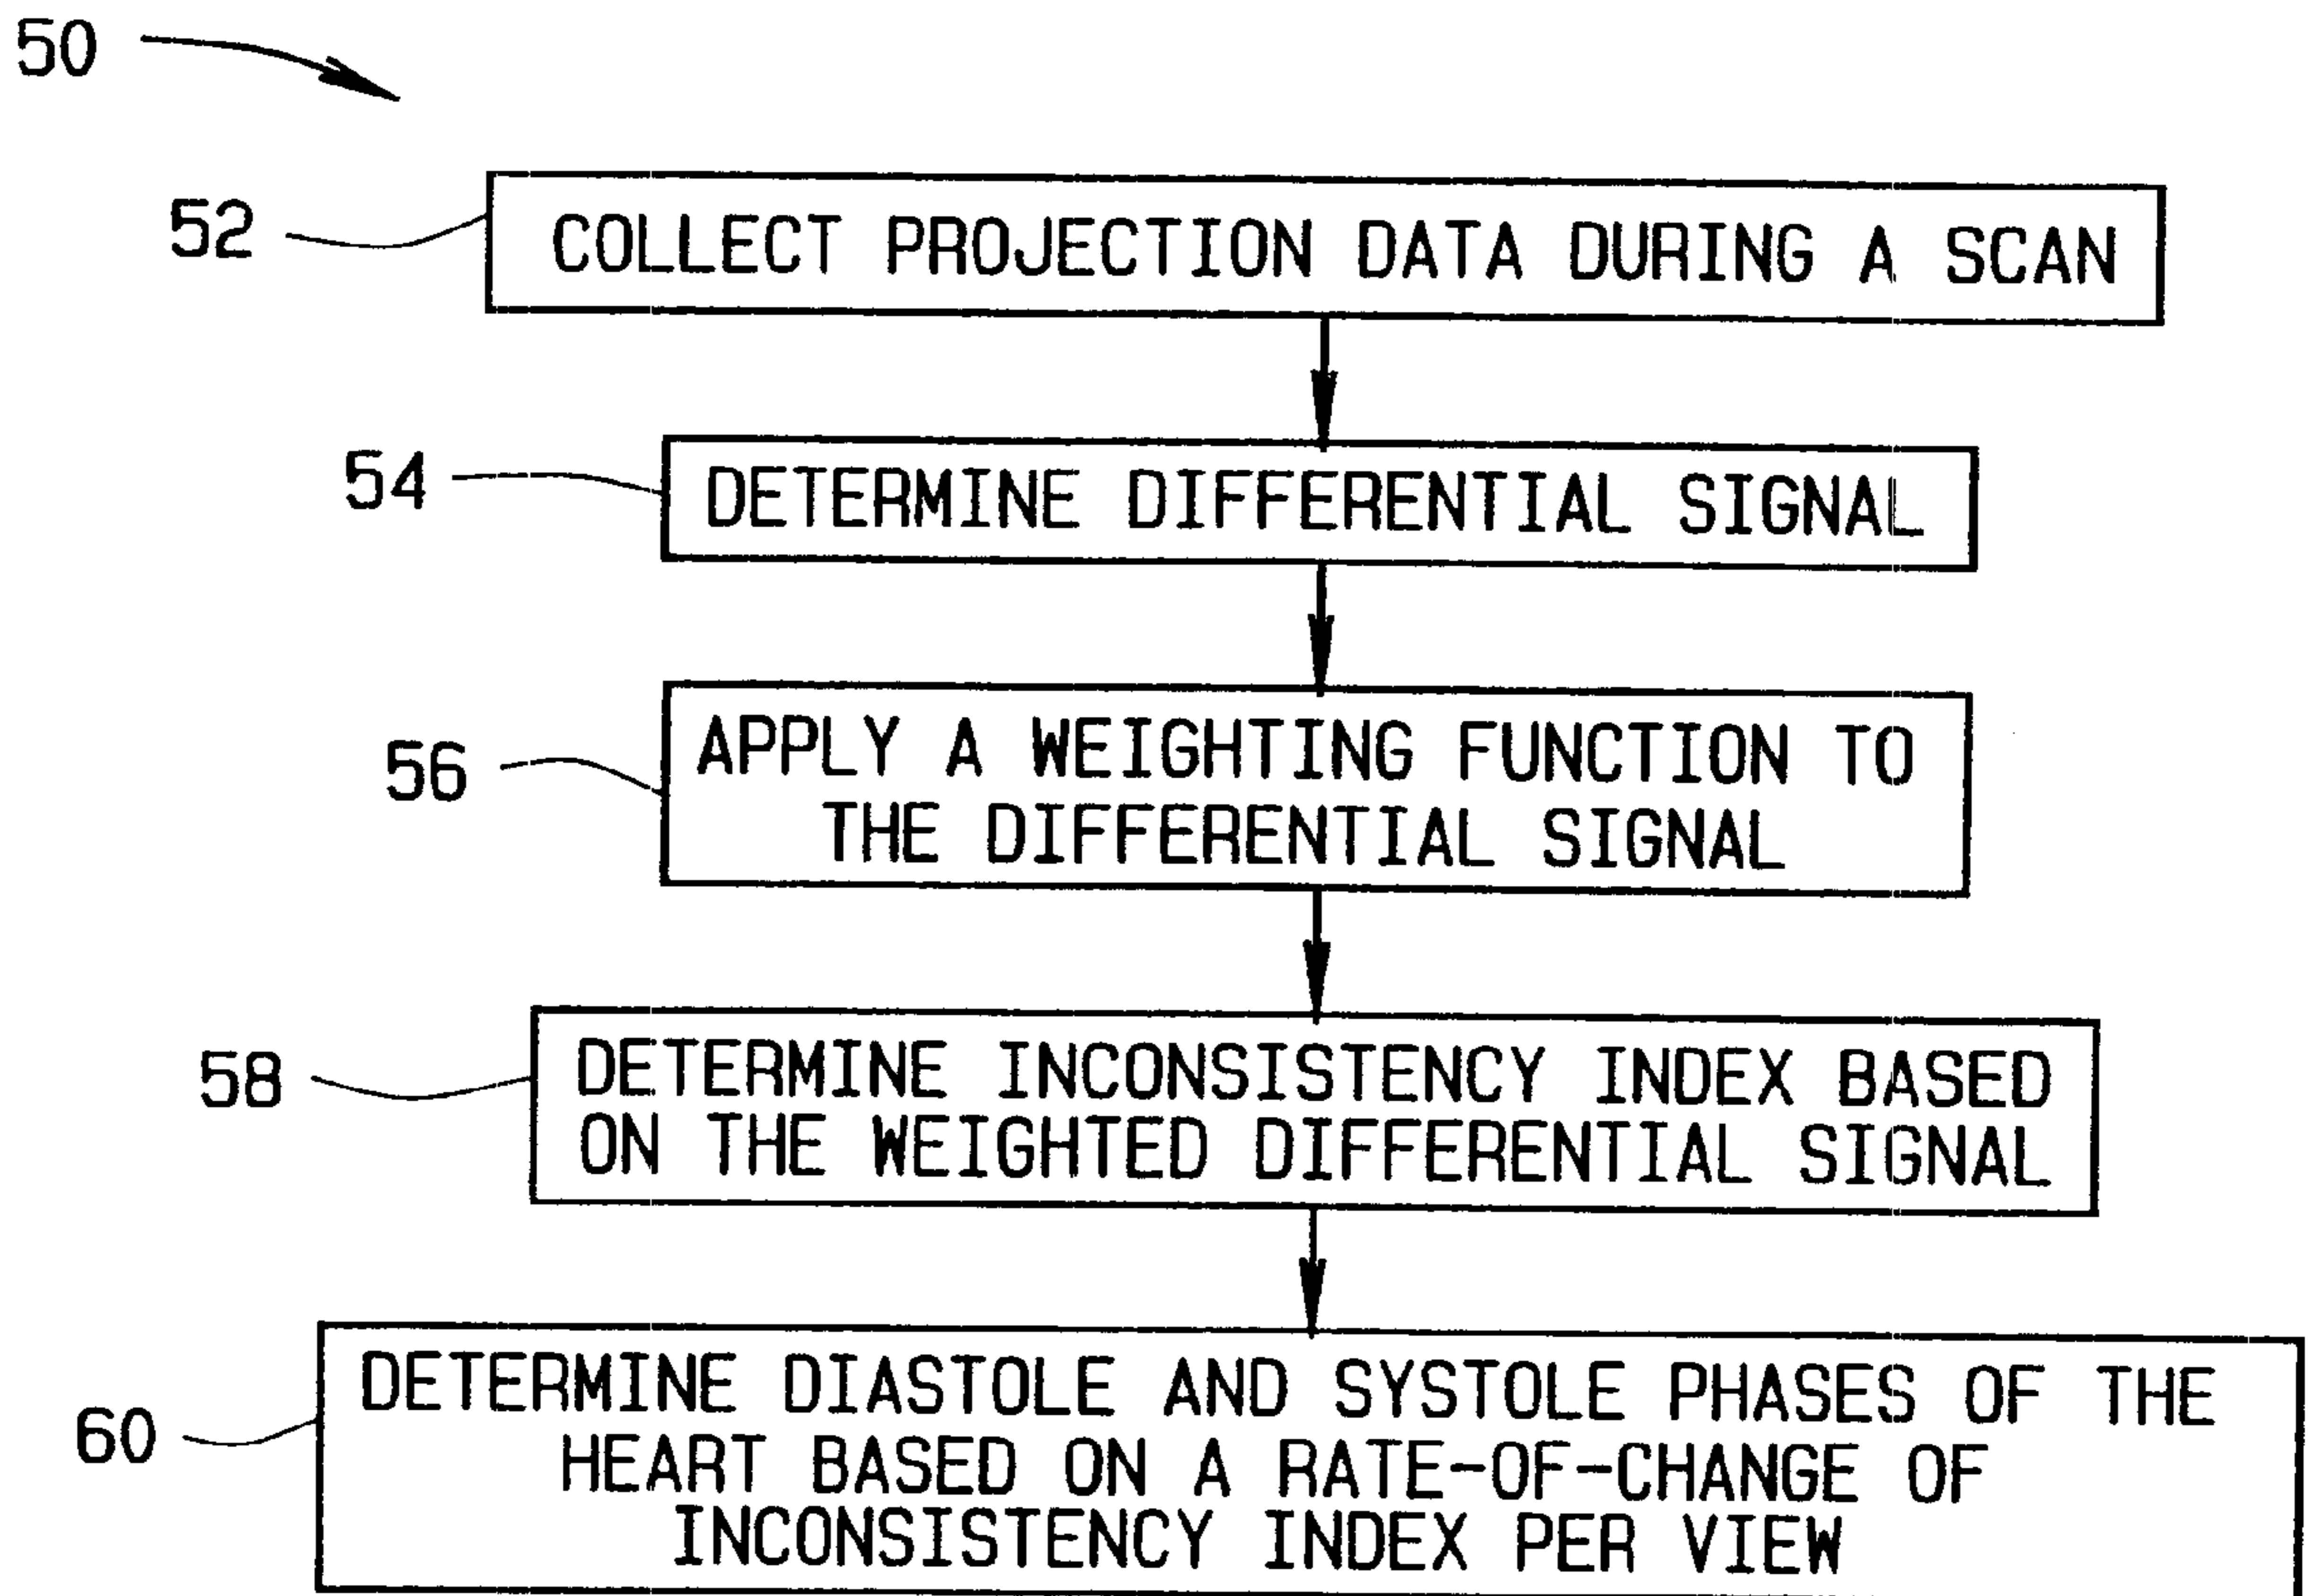 50
52
COLLECT PROJECTION DATA DURING A SCAN
54
DETERMINE DIFFERENTIAL SIGNAL
56
APPLY A WEIGHTING FUNCTION TO
THE DIFFERENTIAL SIGNAL
58
DETERMINE INCONSISTENCY INDEX BASED
ON THE WEIGHTED DIFFERENTIAL SIGNAL
60
DETERMINE DIASTOLE AND SYSTOLE PHASES OF THE
HEART BASED ON A RATE-OF-CHANGE OF
INCONSISTENCY INDEX PER VIEW